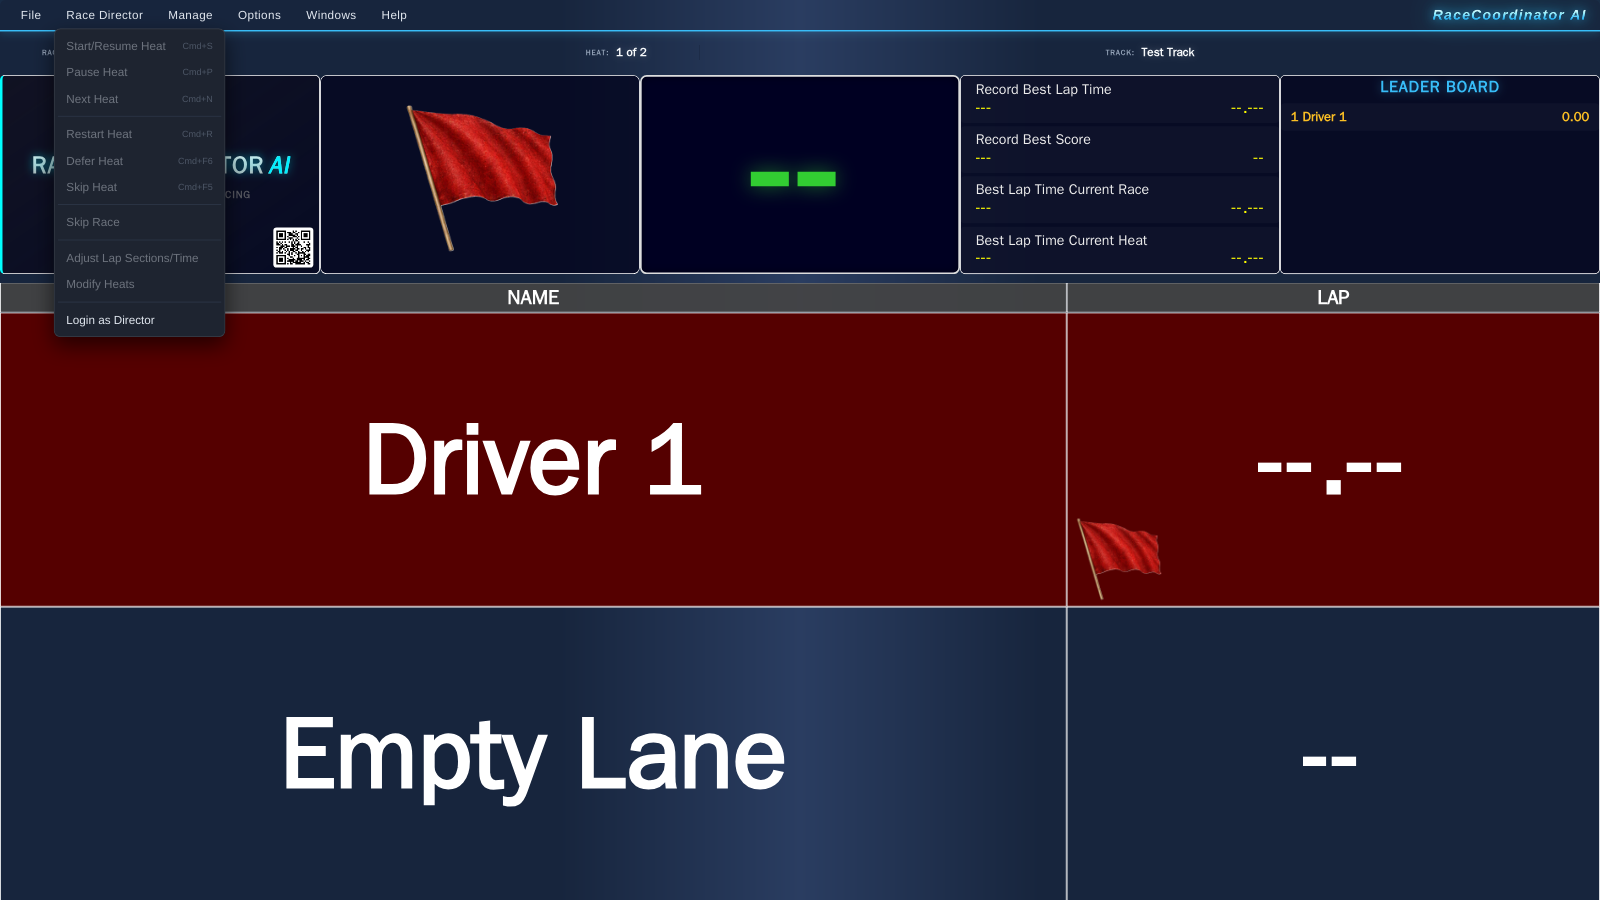 File Race Director Manage Options Windows Help RaceCoordinator AI
HEAT: 1 of 2 TRACK: Test Track
Start/Resume Heat Cmd+S
Pause Heat Cmd+P
Next Heat Cmd+N
Restart Heat Cmd+R
Defer Heat Cmd+F6
Skip Heat Cmd+F5
Skip Race
Adjust Lap Sections/Time
Modify Heats
Login as Director
AI
-- 
Record Best Lap Time
--- --.---
Record Best Score
--- --
Best Lap Time Current Race
--- --.---
Best Lap Time Current Heat
--- --.---
LEADER BOARD
1 Driver 1 0.00
NAME LAP
Driver 1 --.--
Empty Lane --